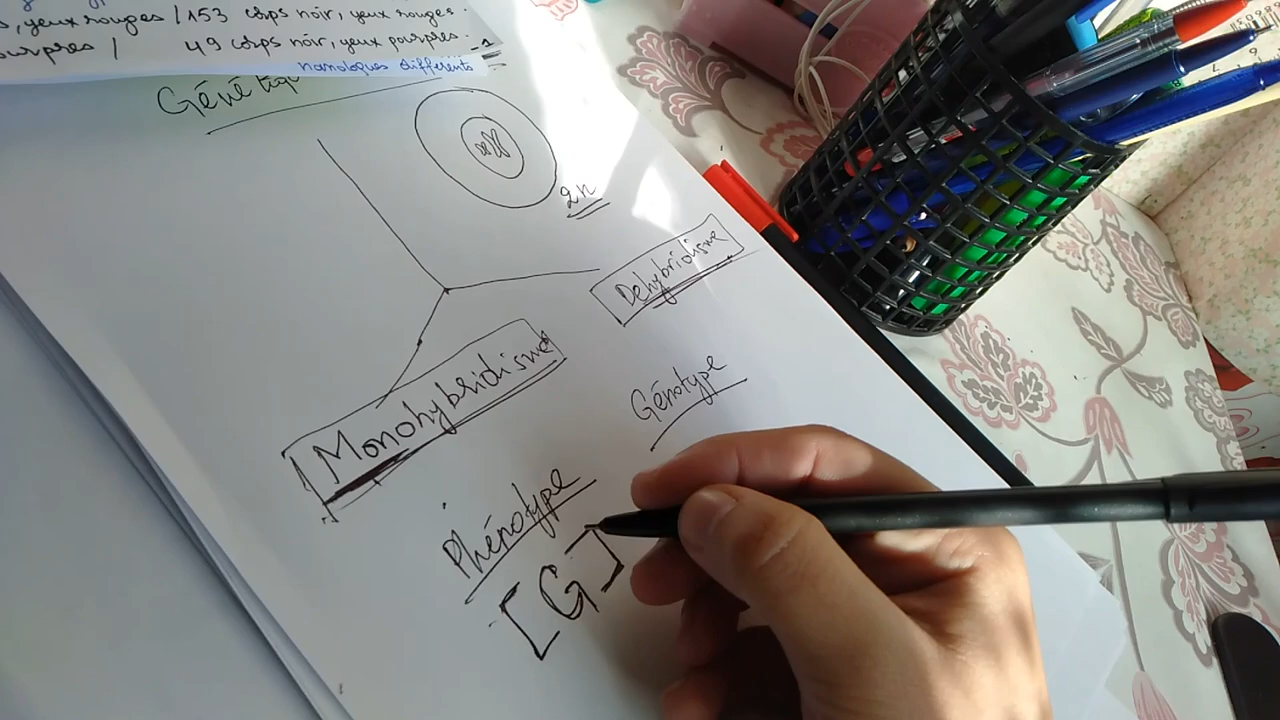 yeux rouges / 153 corps noir, yeux rouges.
pourpres / 49 corps noir, yeux pourpres.
homologues différents
Génétiq
2n
Dehybridisme
Monohybridisme
Génotype
Phénotype
[G]